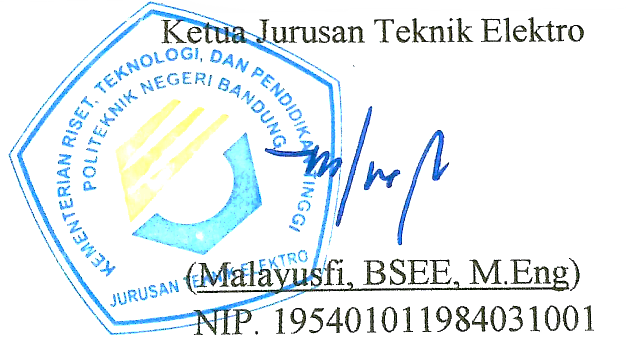 Ketua Jurusan Teknik Elektro
KEMENTERIAN RISET, TEKNOLOGI, DAN PENDIDIKAN TINGGI
POLITEKNIK NEGERI BANDUNG
JURUSAN TEKNIK ELEKTRO
(Malayusfi, BSEE, M.Eng)
NIP. 195401011984031001